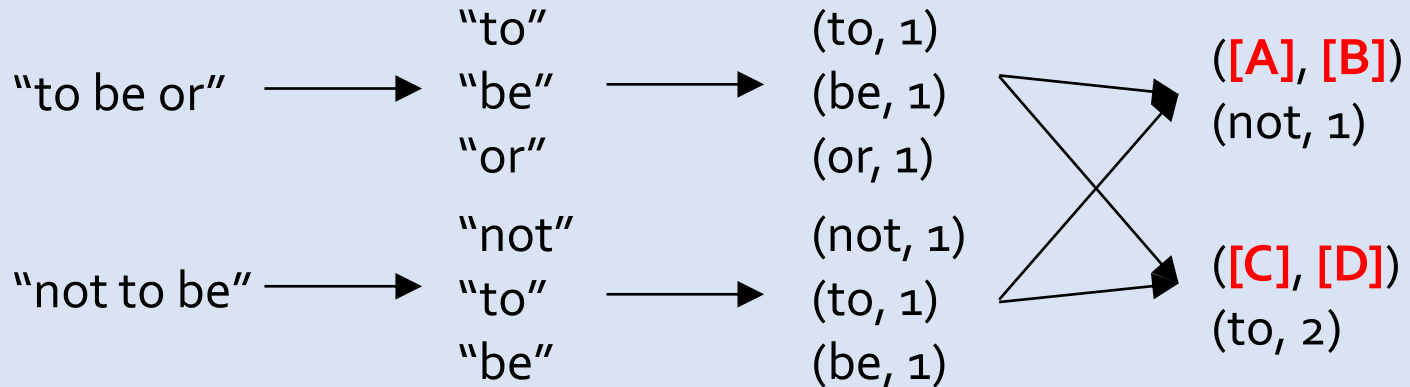 “to be or”
“to”
“be”
“or”
(to, 1)
(be, 1)
(or, 1)
([A], [B])
(not, 1)
“not to be”
“not”
“to”
“be”
(not, 1)
(to, 1)
(be, 1)
([C], [D])
(to, 2)